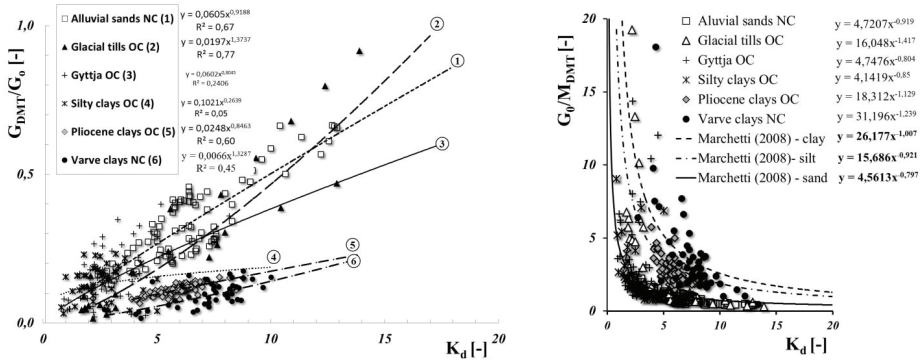 Alluvial sands NC (1)
y = 0,0605x^0,9188
R² = 0,67
Glacial tills OC (2)
y = 0,0197x^1,3737
R² = 0,77
Gyttja OC (3)
y = 0,0602x^0,8045
R² = 0,2406
Silty clays OC (4)
y = 0,1021x^0,2639
R² = 0,05
Pliocene clays OC (5)
y = 0,0248x^0,8463
R² = 0,60
Varve clays NC (6)
y = 0,0066x^1,3287
R² = 0,45
G_DMT/G_o
1,0
0,5
0,0
0
5
10
15
20
K_d [-]
1
2
3
4
5
6
G_0/M_DMT [-]
20
15
10
5
0
Alluvial sands NC
y = 4,7207x^-0,919
Glacial tills OC
y = 16,048x^-1,417
Gyttja OC
y = 4,7476x^-0,804
Silty clays OC
y = 4,1419x^-0,85
Pliocene clays OC
y = 18,312x^-1,129
Varve clays NC
y = 31,196x^-1,239
Marchetti (2008) - clay
y = 26,177x^-1,007
Marchetti (2008)- silt
y = 15,686x^-0,921
Marchetti (2008) - sand
y = 4,5613x^-0,797
0
5
10
15
20
K_d [-]